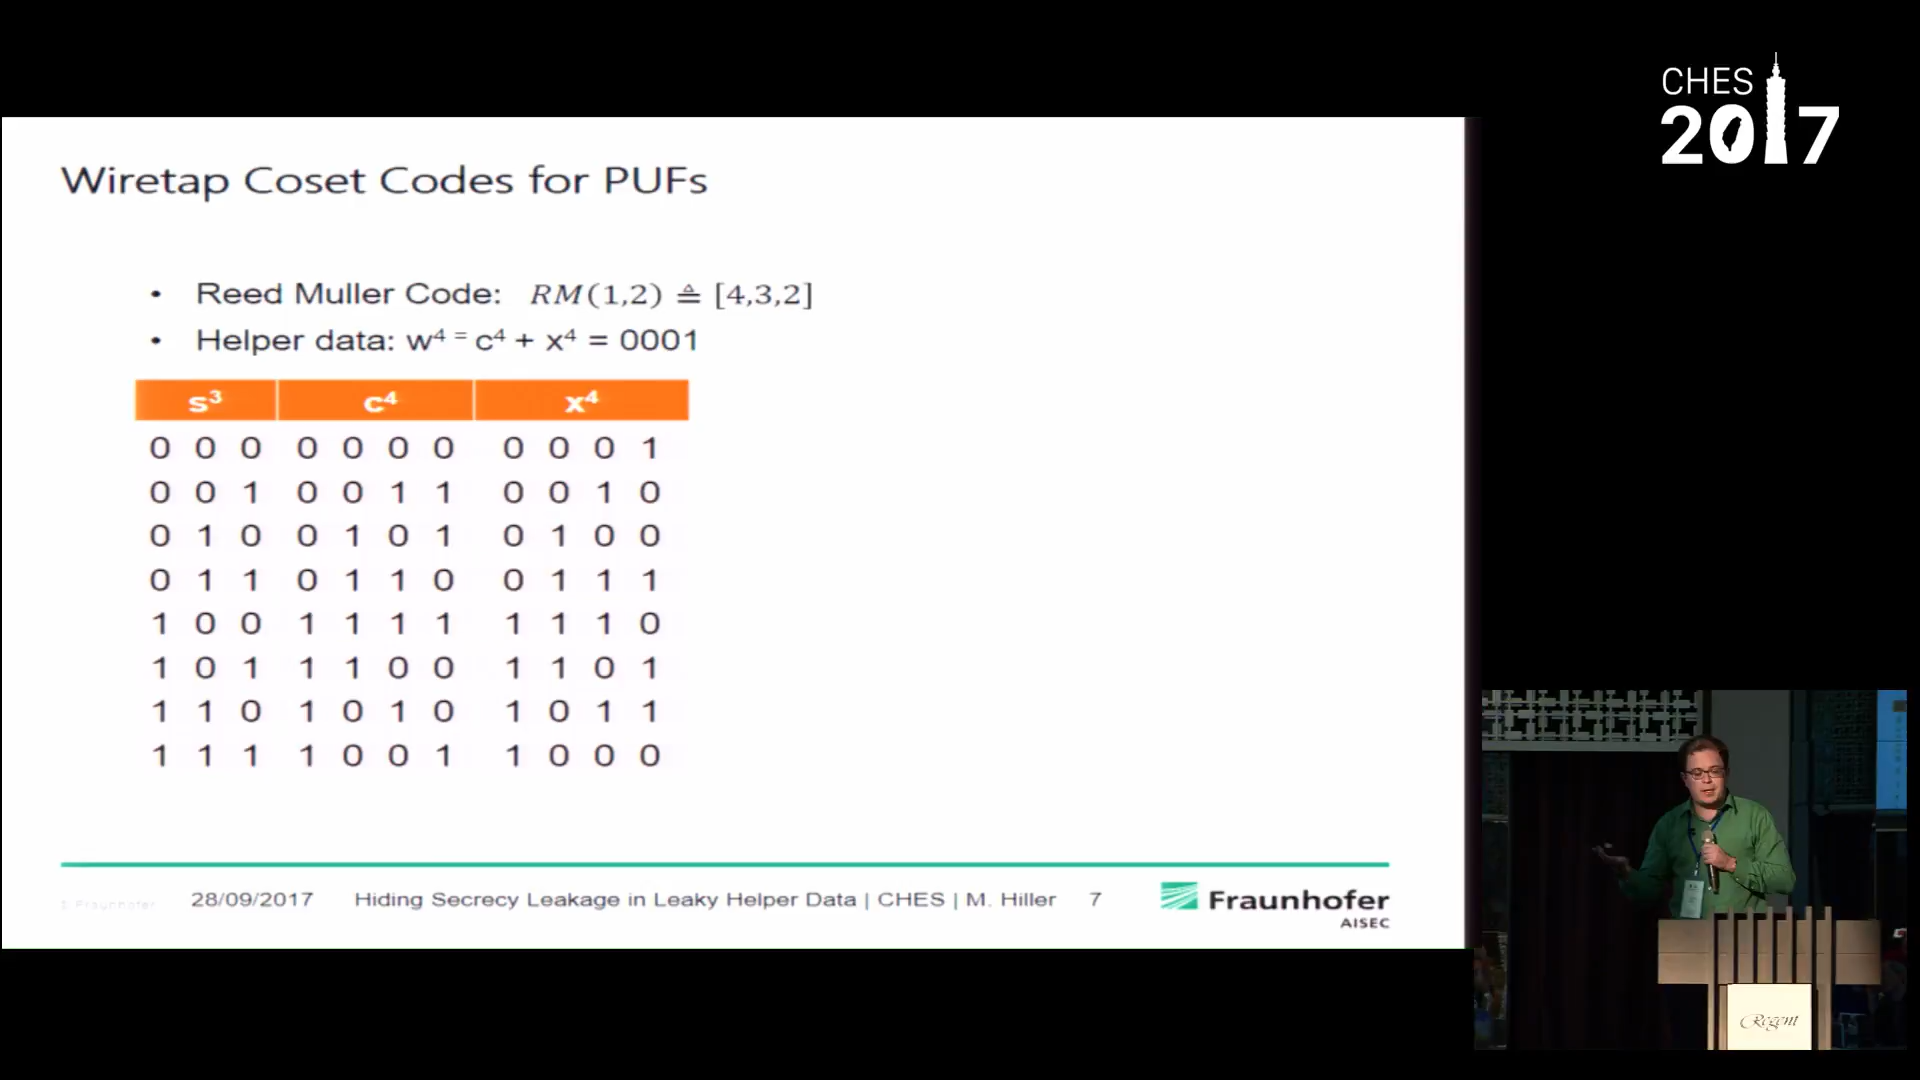 CHES
2017
Wiretap Coset Codes for PUFs
• Reed Muller Code: RM(1,2) ≙ [4,3,2]
• Helper data: w⁴ = c⁴ + x⁴ = 0001
s³ c⁴ x⁴
0 0 0 0 0 0 0 0 0 0 1
0 0 1 0 0 1 1 0 0 1 0
0 1 0 0 1 0 1 0 1 0 0
0 1 1 0 1 1 0 0 1 1 1
1 0 0 1 1 1 1 1 1 1 0
1 0 1 1 1 0 0 1 1 0 1
1 1 0 1 0 1 0 1 0 1 1
1 1 1 1 0 0 1 1 0 0 0
Fraunhofer
28/09/2017 Hiding Secrecy Leakage in Leaky Helper Data | CHES | M. Hiller 7
Fraunhofer
AISEC
Regent